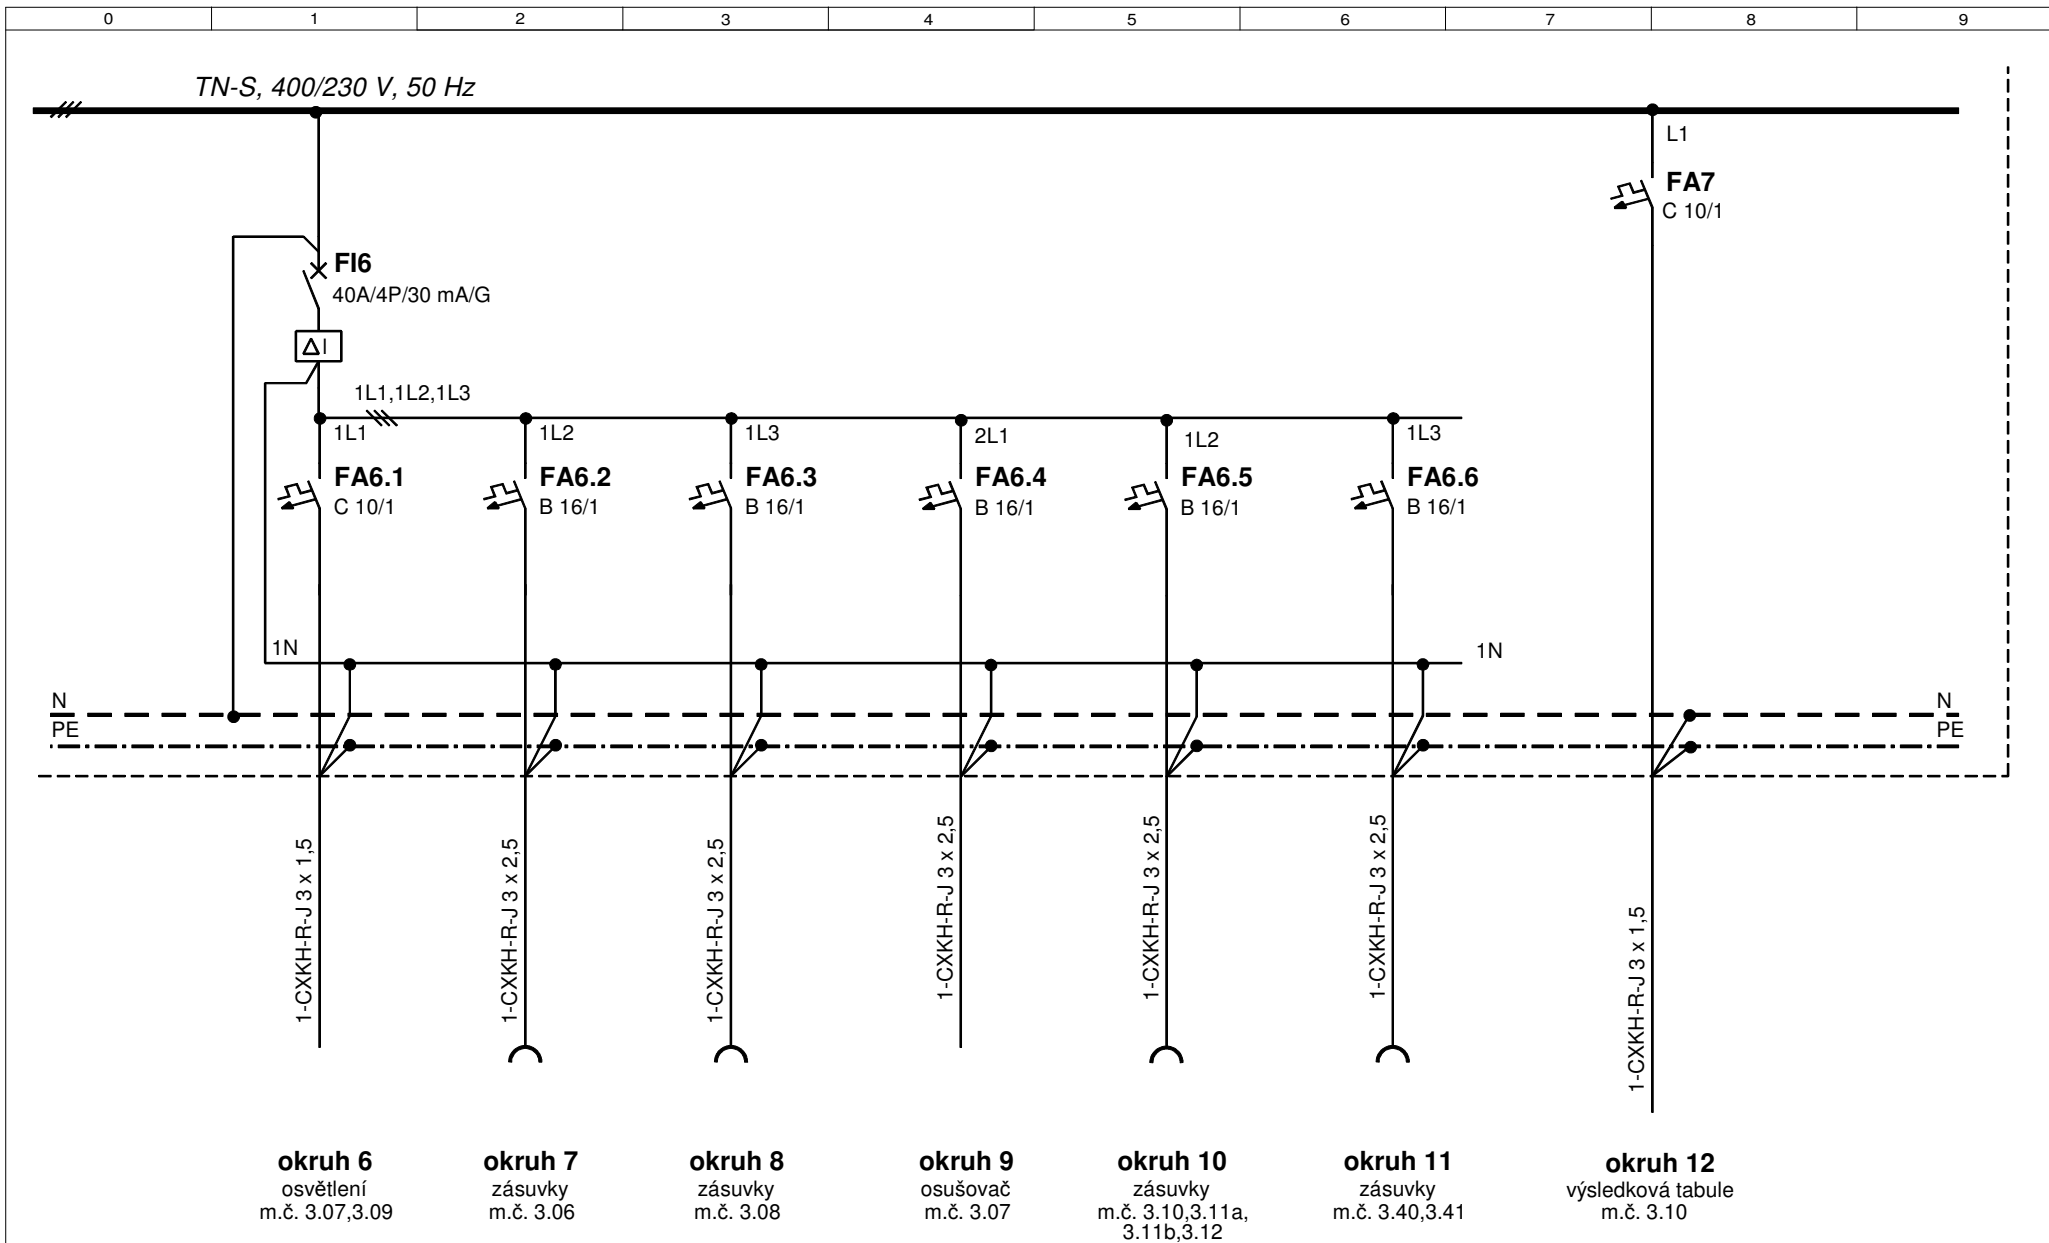 0 1 2 3 4 5 6 7 8 9
TN-S, 400/230 V, 50 Hz
L1
FA7
C 10/1
FI6
40A/4P/30 mA/G
ΔI
1L1,1L2,1L3
1L1 1L2 1L3 2L1 1L2 1L3
FA6.1 FA6.2 FA6.3 FA6.4 FA6.5 FA6.6
C 10/1 B 16/1 B 16/1 B 16/1 B 16/1 B 16/1
1N 1N
N N
PE PE
1-CXKH-R-J 3 x 1,5
1-CXKH-R-J 3 x 2,5
1-CXKH-R-J 3 x 2,5
1-CXKH-R-J 3 x 2,5
1-CXKH-R-J 3 x 2,5
1-CXKH-R-J 3 x 2,5
1-CXKH-R-J 3 x 1,5
okruh 6
osvětlení
m.č. 3.07,3.09
okruh 7
zásuvky
m.č. 3.06
okruh 8
zásuvky
m.č. 3.08
okruh 9
osušovač
m.č. 3.07
okruh 10
zásuvky
m.č. 3.10,3.11a,
3.11b,3.12
okruh 11
zásuvky
m.č. 3.40,3.41
okruh 12
výsledková tabule
m.č. 3.10